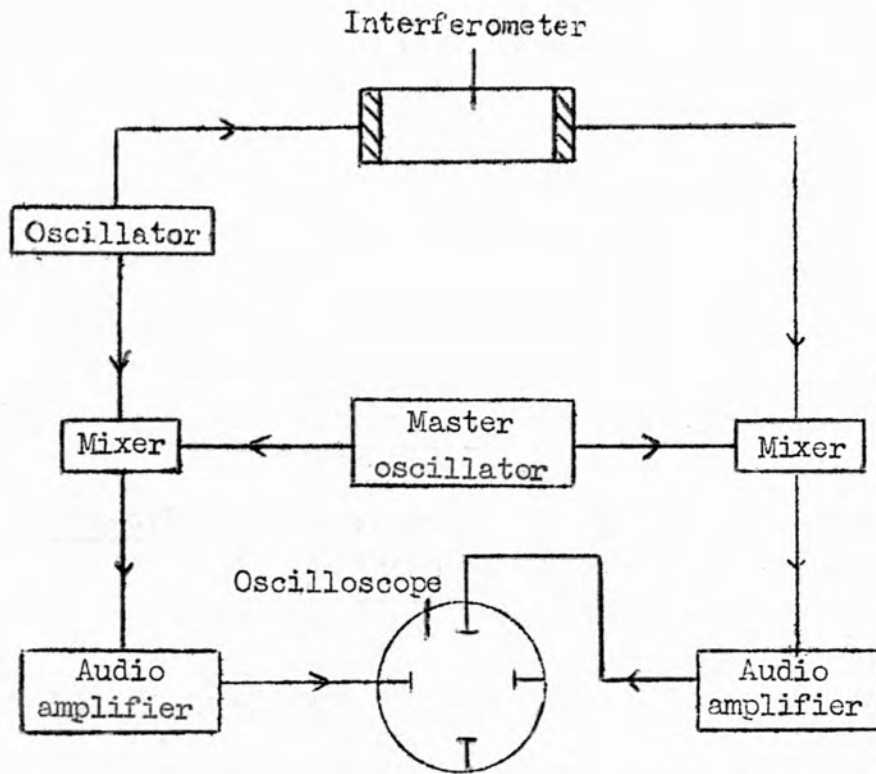 Interferometer
Oscillator
Mixer
Master
oscillator
Mixer
Oscilloscope
Audio
amplifier
Audio
amplifier